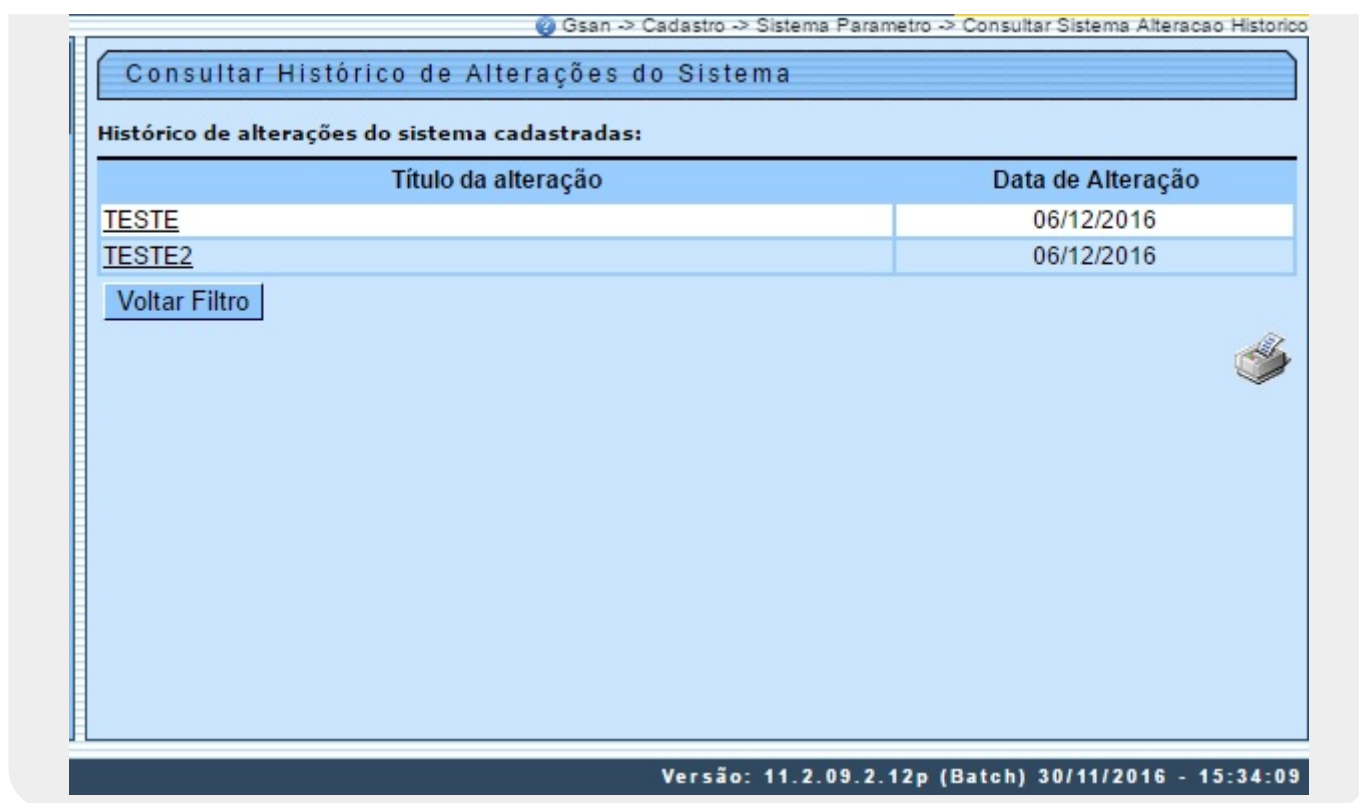 Gsan -> Cadastro -> Sistema Parametro -> Consultar Sistema Alteracao Historico
Consultar Histórico de Alterações do Sistema
Histórico de alterações do sistema cadastradas:
Título da alteração Data de Alteração
TESTE 06/12/2016
TESTE2 06/12/2016
Voltar Filtro
Versão: 11.2.09.2.12p (Batch) 30/11/2016 - 15:34:09